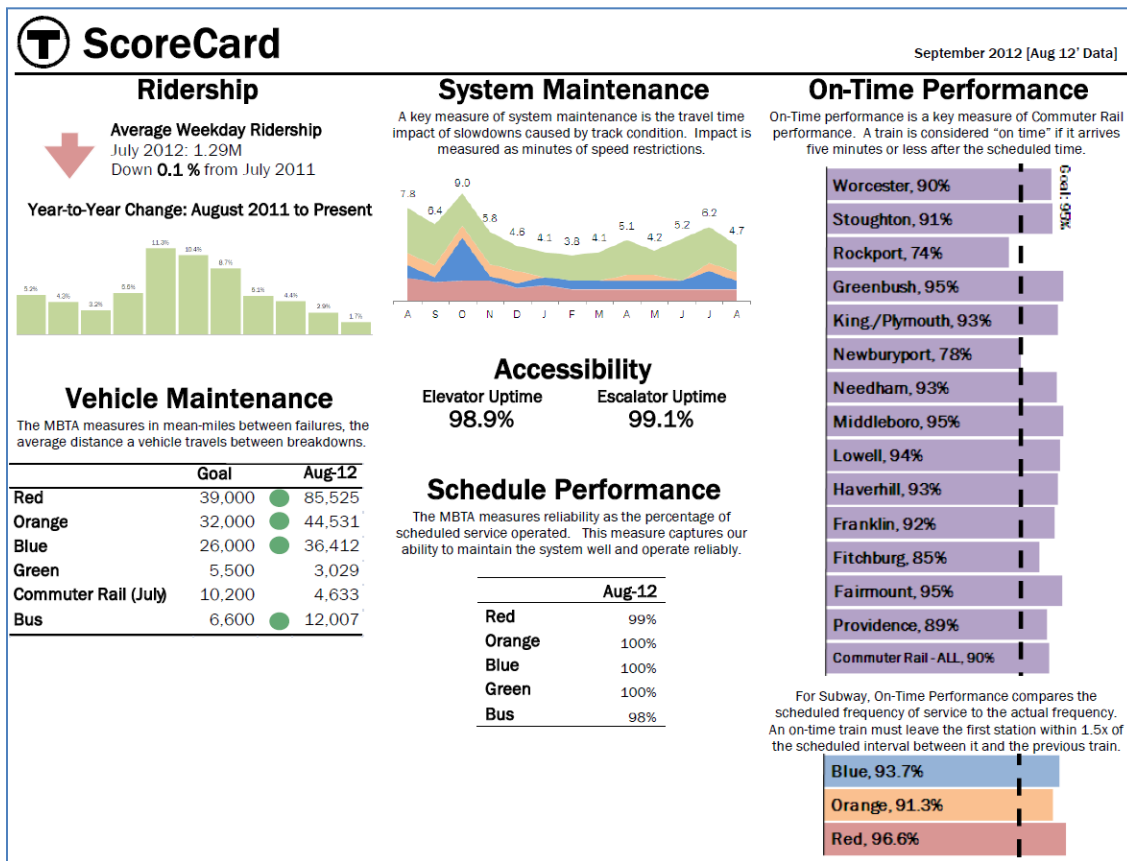 T ScoreCard
September 2012 [Aug 12' Data]
Ridership
Average Weekday Ridership
July 2012: 1.29M
Down 0.1 % from July 2011
Year-to-Year Change: August 2011 to Present
5.2% 4.2% 3.2% 5.5% 11.3% 10.4% 8.7% 5.1% 4.4% 2.9% 1.7%
Vehicle Maintenance
The MBTA measures in mean-miles between failures, the
average distance a vehicle travels between breakdowns.
Goal Aug-12
Red 39,000 85,525
Orange 32,000 44,531
Blue 26,000 36,412
Green 5,500 3,029
Commuter Rail (July) 10,200 4,633
Bus 6,600 12,007
System Maintenance
A key measure of system maintenance is the travel time
impact of slowdowns caused by track condition. Impact is
measured as minutes of speed restrictions.
7.8 6.4 9.0 5.8 4.6 4.1 3.8 4.1 5.1 4.2 5.2 6.2 4.7
A S O N D J F M A M J J A
Accessibility
Elevator Uptime Escalator Uptime
98.9% 99.1%
Schedule Performance
The MBTA measures reliability as the percentage of
scheduled service operated. This measure captures our
ability to maintain the system well and operate reliably.
Aug-12
Red 99%
Orange 100%
Blue 100%
Green 100%
Bus 98%
On-Time Performance
On-Time performance is a key measure of Commuter Rail
performance. A train is considered "on time" if it arrives
five minutes or less after the scheduled time.
Goal: 95%
Worcester, 90%
Stoughton, 91%
Rockport, 74%
Greenbush, 95%
King./Plymouth, 93%
Newburyport, 78%
Needham, 93%
Middleboro, 95%
Lowell, 94%
Haverhill, 93%
Franklin, 92%
Fitchburg, 85%
Fairmount, 95%
Providence, 89%
Commuter Rail - ALL, 90%
For Subway, On-Time Performance compares the
scheduled frequency of service to the actual frequency.
An on-time train must leave the first station within 1.5x of
the scheduled interval between it and the previous train.
Blue, 93.7%
Orange, 91.3%
Red, 96.6%